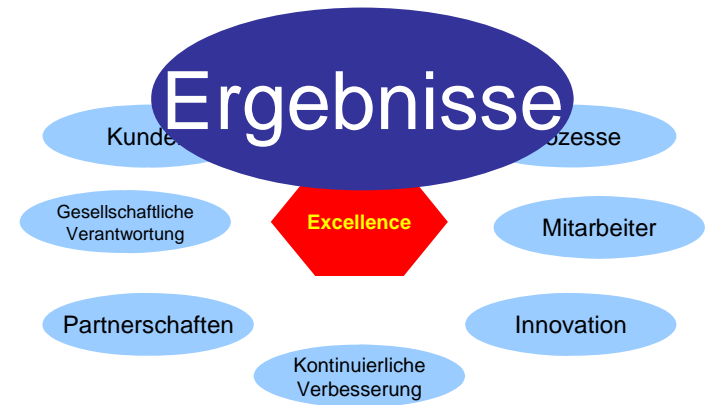 Ergebnisse
Kunde
ozesse
Gesellschaftliche
Verantwortung
Excellence
Mitarbeiter
Partnerschaften
Innovation
Kontinuierliche
Verbesserung